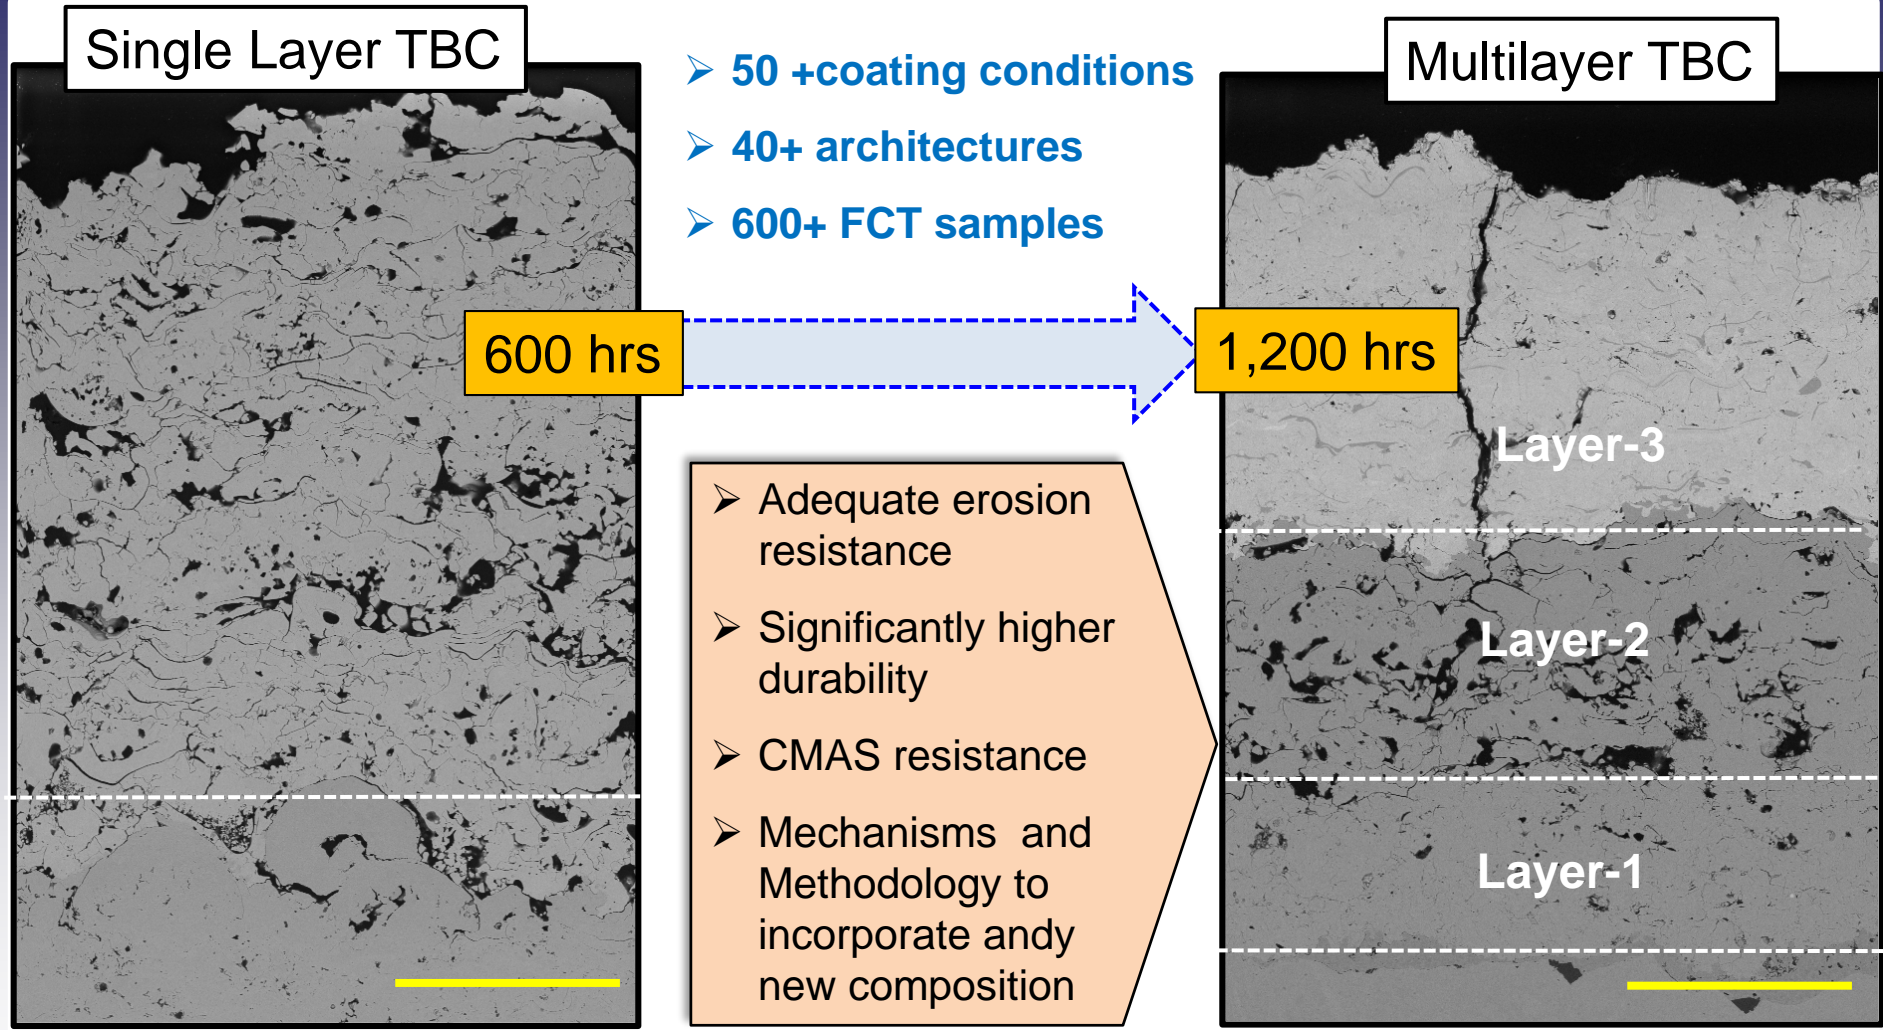 Single Layer TBC
➢ 50 +coating conditions
➢ 40+ architectures
➢ 600+ FCT samples
Multilayer TBC
600 hrs
1,200 hrs
➢ Adequate erosion
resistance
➢ Significantly higher
durability
➢ CMAS resistance
➢ Mechanisms and
Methodology to
incorporate andy
new composition
Layer-3
Layer-2
Layer-1